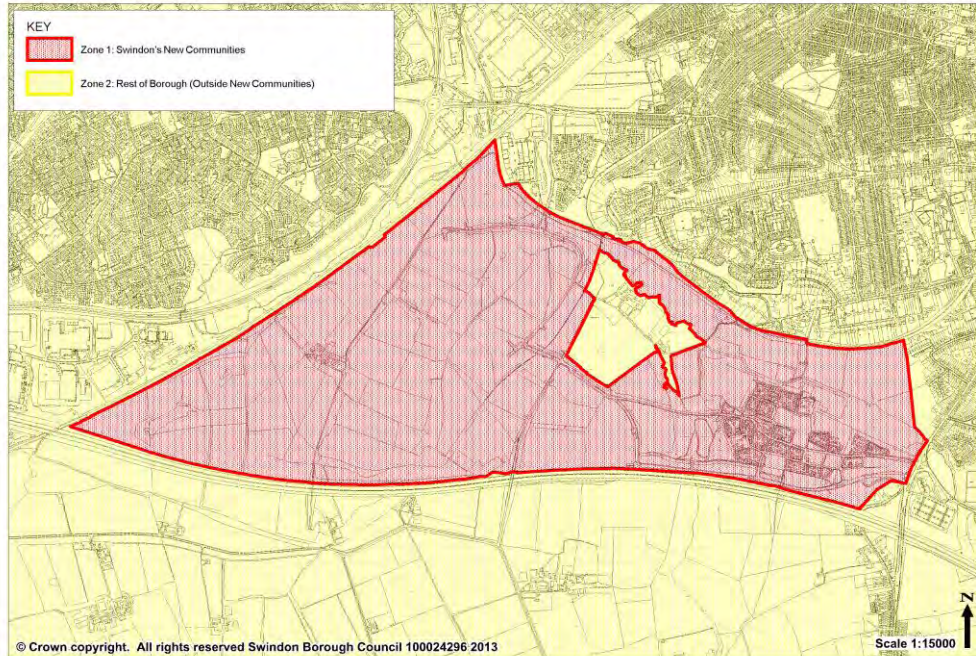 KEY
Zone 1: Swindon's New Communities
Zone 2: Rest of Borough (Outside New Communities)
© Crown copyright. All rights reserved Swindon Borough Council 100024296 2013
Scale 1:15000
N